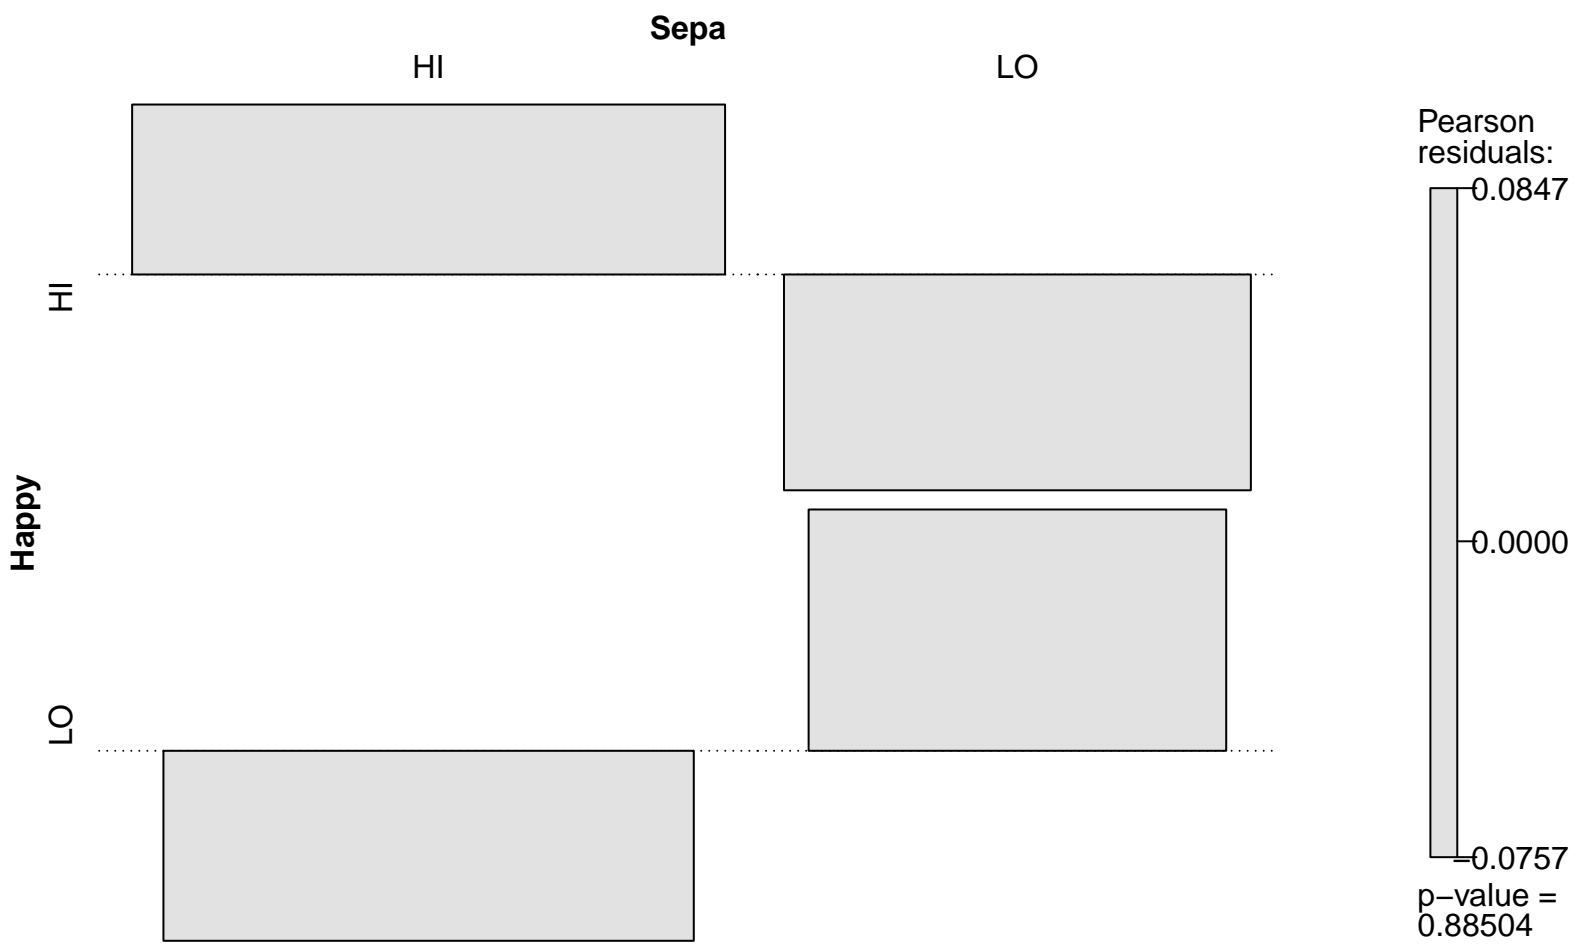 Sepa
HI
LO
Happy
HI
LO
Pearson
residuals:
0.0847
0.0000
−0.0757
p−value =
0.88504